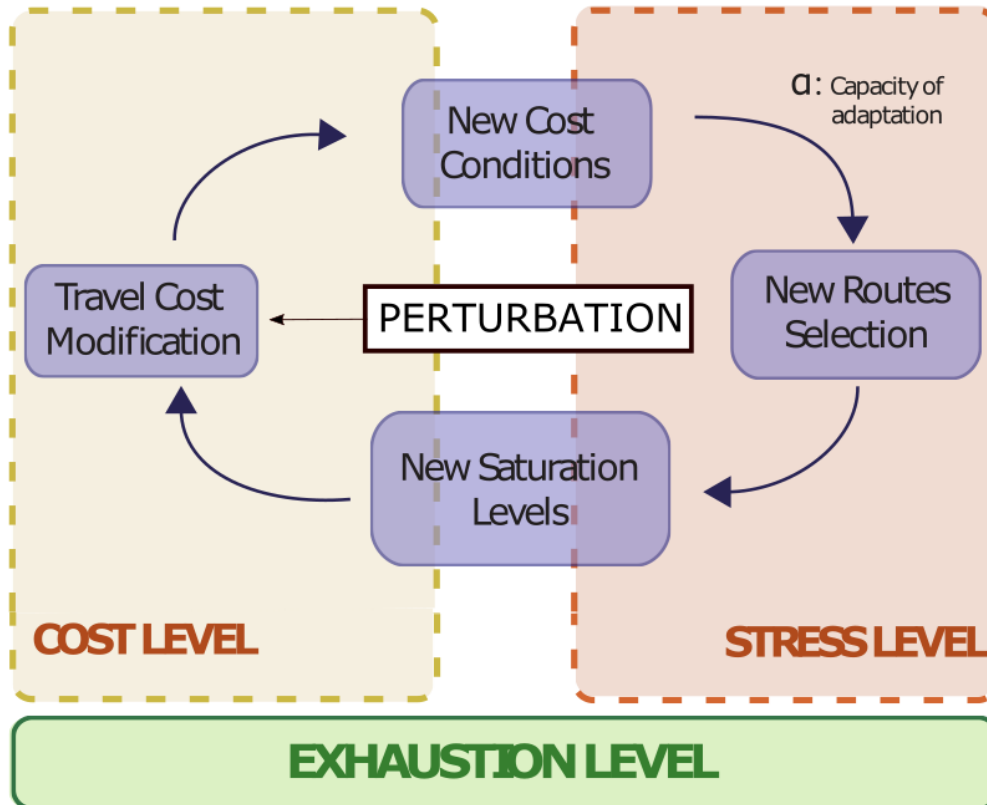 α: Capacity of
adaptation
New Cost
Conditions
Travel Cost
Modification
PERTURBATION
New Routes
Selection
New Saturation
Levels
COST LEVEL
STRESS LEVEL
EXHAUSTION LEVEL